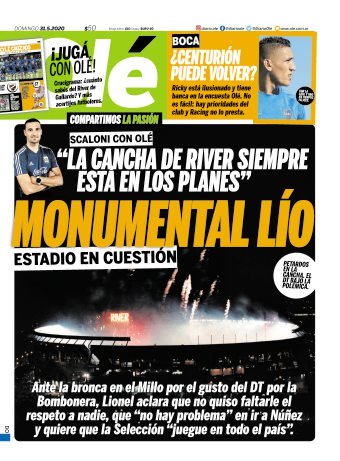 DOMINGO 31.5.2020
$50
¡JUGÁ
CON OLÉ!
Crucigrama: ¿cuánto
sabés del River de
Gallardo? Y más
acertijos futboleros.
lé
BOCA
¿CENTURIÓN
PUEDE VOLVER?
Ricky está ilusionado y tiene
banca en la encuesta Olé. No
es fácil: hay prioridades del
club y Racing no lo presta.
COMPARTIMOS LA PASIÓN
SCALONI CON OLÉ
“LA CANCHA DE RIVER SIEMPRE
ESTÁ EN LOS PLANES”
MONUMENTAL LÍO
ESTADIO EN CUESTIÓN
PETARDOS
EN LA
CANCHA. EL
DT BAJO LA
POLÉMICA.
RIVER
Ante la bronca en el Millo por el gusto del DT por la
Bombonera, Lionel aclara que no quiso faltarle el
respeto a nadie, que “no hay problema” en ir a Núñez
y quiere que la Selección “juegue en todo el país”.